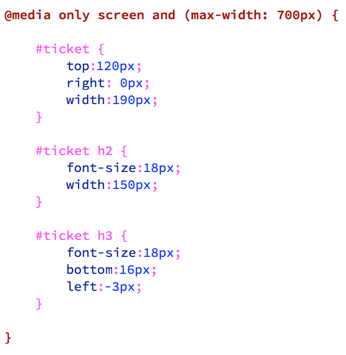 @media only screen and (max-width: 700px) {
#ticket {
top:120px;
right: 0px;
width:190px;
}
#ticket h2 {
font-size:18px;
width:150px;
}
#ticket h3 {
font-size:18px;
bottom:16px;
left:-3px;
}
}